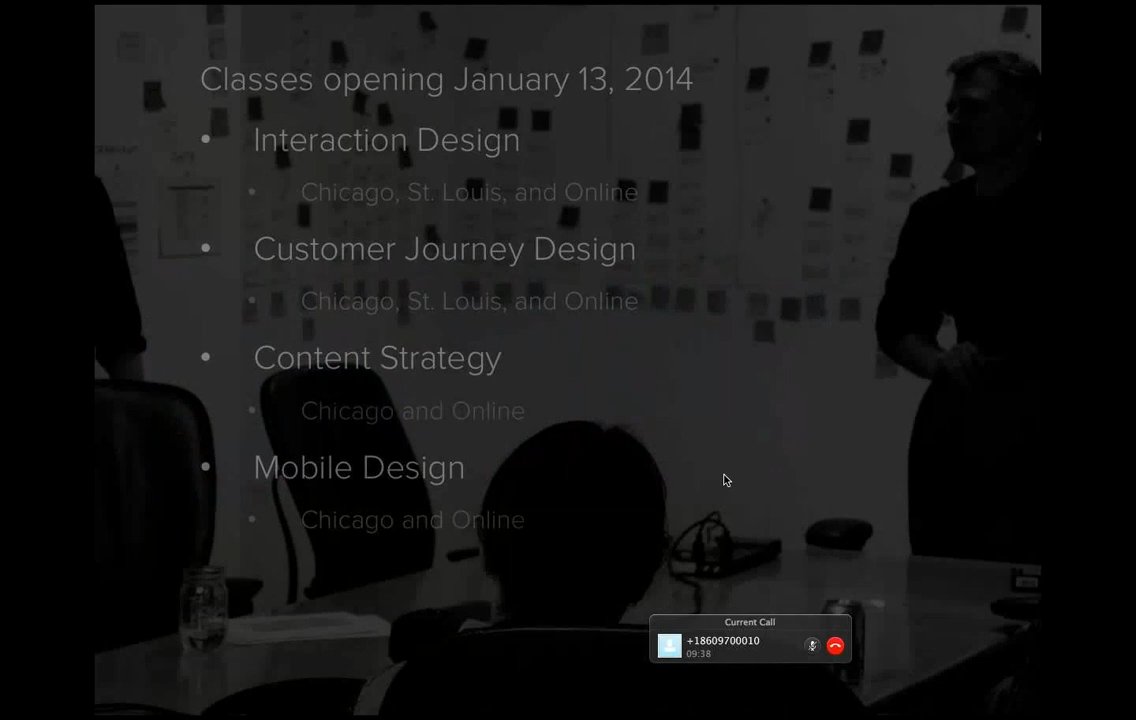 Classes opening January 13, 2014
• Interaction Design
• Chicago, St. Louis, and Online
• Customer Journey Design
• Chicago, St. Louis, and Online
• Content Strategy
• Chicago and Online
• Mobile Design
• Chicago and Online
Current Call
+18609700010
09:38